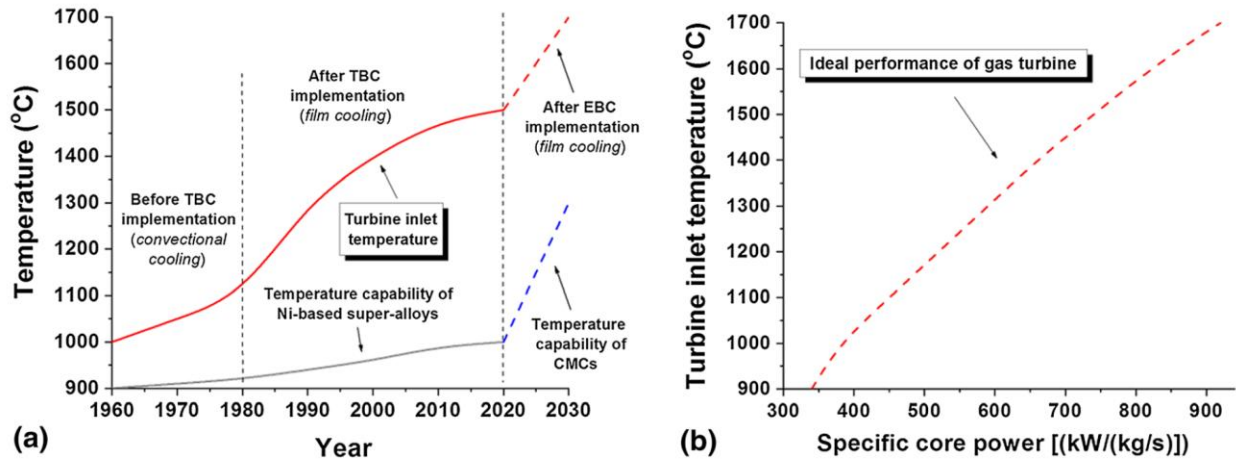 1700
1600
1500
1400
1300
1200
1100
1000
900
Temperature (°C)
1960
1970
1980
1990
2000
2010
2020
2030
Year
Before TBC
implementation
(convectional
cooling)
After TBC
implementation
(film cooling)
After EBC
implementation
(film cooling)
Turbine inlet
temperature
Temperature capability of
Ni-based super-alloys
Temperature
capability of
CMCs
(a)
1700
1600
1500
1400
1300
1200
1100
1000
900
Turbine inlet temperature (°C)
Ideal performance of gas turbine
300
400
500
600
700
800
900
Specific core power [(kW/(kg/s)])
(b)